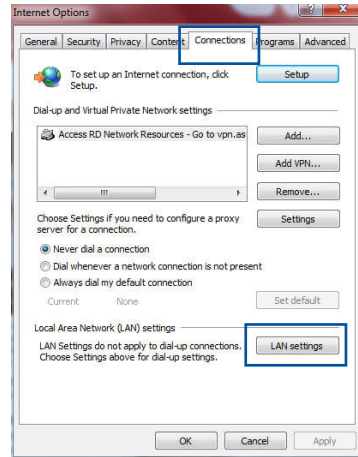 Internet Options
General Security Privacy Content Connections Programs Advanced
To set up an Internet connection, click
Setup.
Setup
Dial-up and Virtual Private Network settings
Access RD Network Resources - Go to vpn.as
Add...
Add VPN...
Remove...
Choose Settings if you need to configure a proxy
server for a connection.
Settings
Never dial a connection
Dial whenever a network connection is not present
Always dial my default connection
Current None
Set default
Local Area Network (LAN) settings
LAN Settings do not apply to dial-up connections.
Choose Settings above for dial-up settings.
LAN settings
OK Cancel Apply